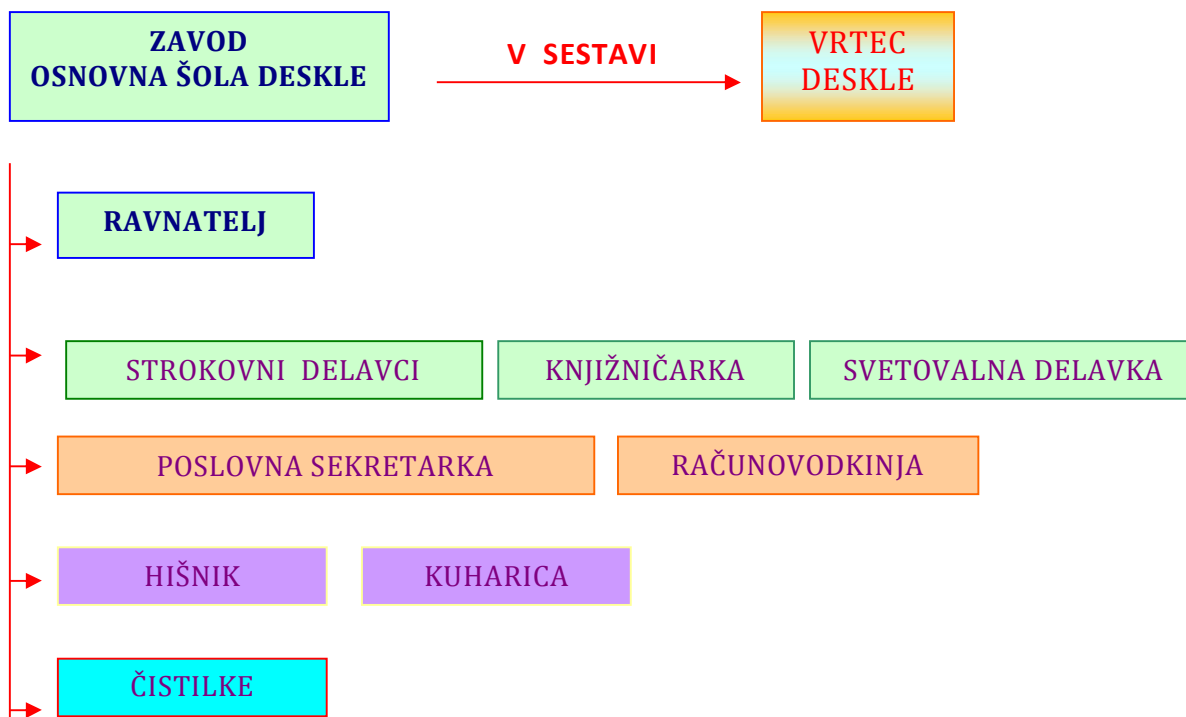 ZAVOD
OSNOVNA ŠOLA DESKLE
V SESTAVI
VRTEC
DESKLE
RAVNATELJ
STROKOVNI DELAVCI
KNJIŽNIČARKA
SVETOVALNA DELAVKA
POSLOVNA SEKRETARKA
RAČUNOVODKINJA
HIŠNIK
KUHARICA
ČISTILKE